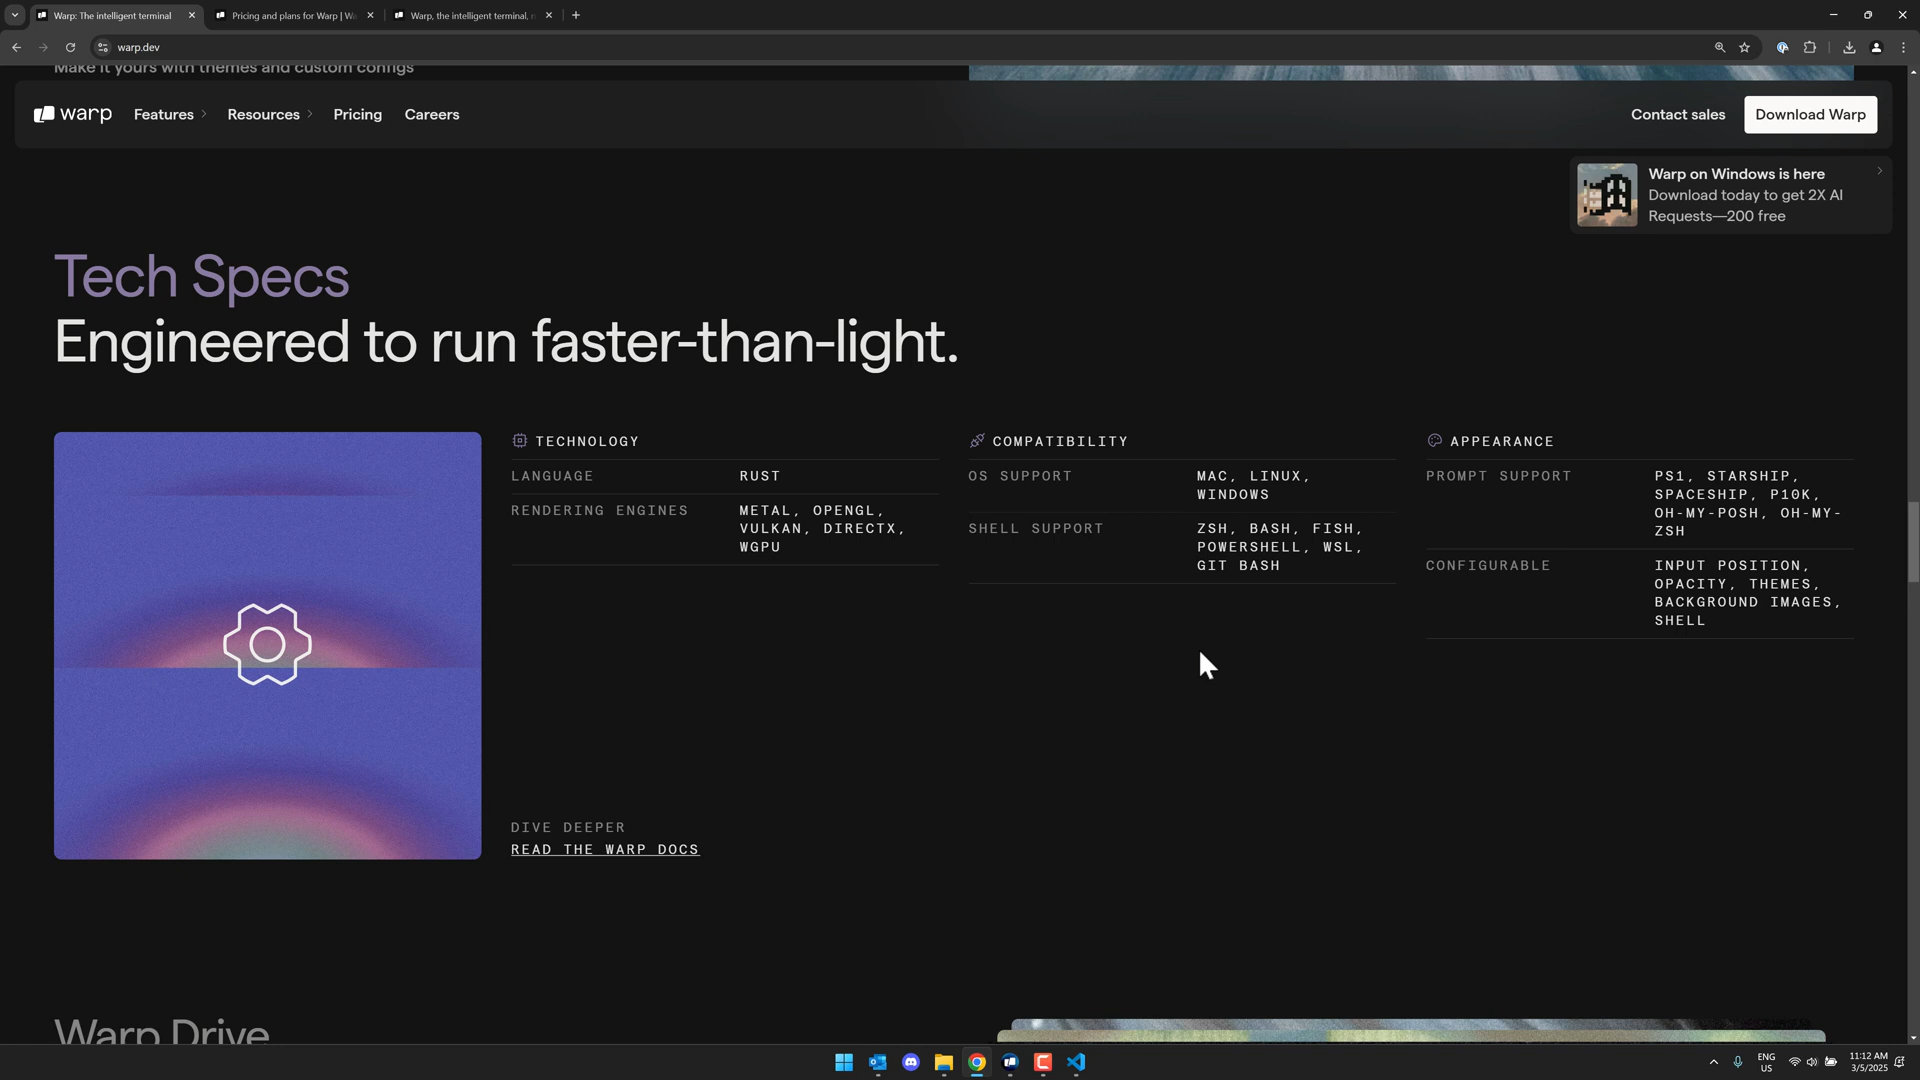 Warp: The intelligent terminal
Pricing and plans for Warp | Wa
Warp, the intelligent terminal, n
warp.dev
Make it yours with themes and custom configs
warp
Features
Resources
Pricing
Careers
Contact sales
Download Warp
Warp on Windows is here
Download today to get 2X AI
Requests—200 free
Tech Specs
Engineered to run faster-than-light.
TECHNOLOGY
LANGUAGE
RUST
RENDERING ENGINES
METAL, OPENGL,
VULKAN, DIRECTX,
WGPU
COMPATIBILITY
OS SUPPORT
MAC, LINUX,
WINDOWS
SHELL SUPPORT
ZSH, BASH, FISH,
POWERSHELL, WSL,
GIT BASH
APPEARANCE
PROMPT SUPPORT
PS1, STARSHIP,
SPACESHIP, P10K,
OH-MY-POSH, OH-MY-
ZSH
CONFIGURABLE
INPUT POSITION,
OPACITY, THEMES,
BACKGROUND IMAGES,
SHELL
DIVE DEEPER
READ THE WARP DOCS
Warp Drive
ENG
US
11:12 AM
3/5/2025